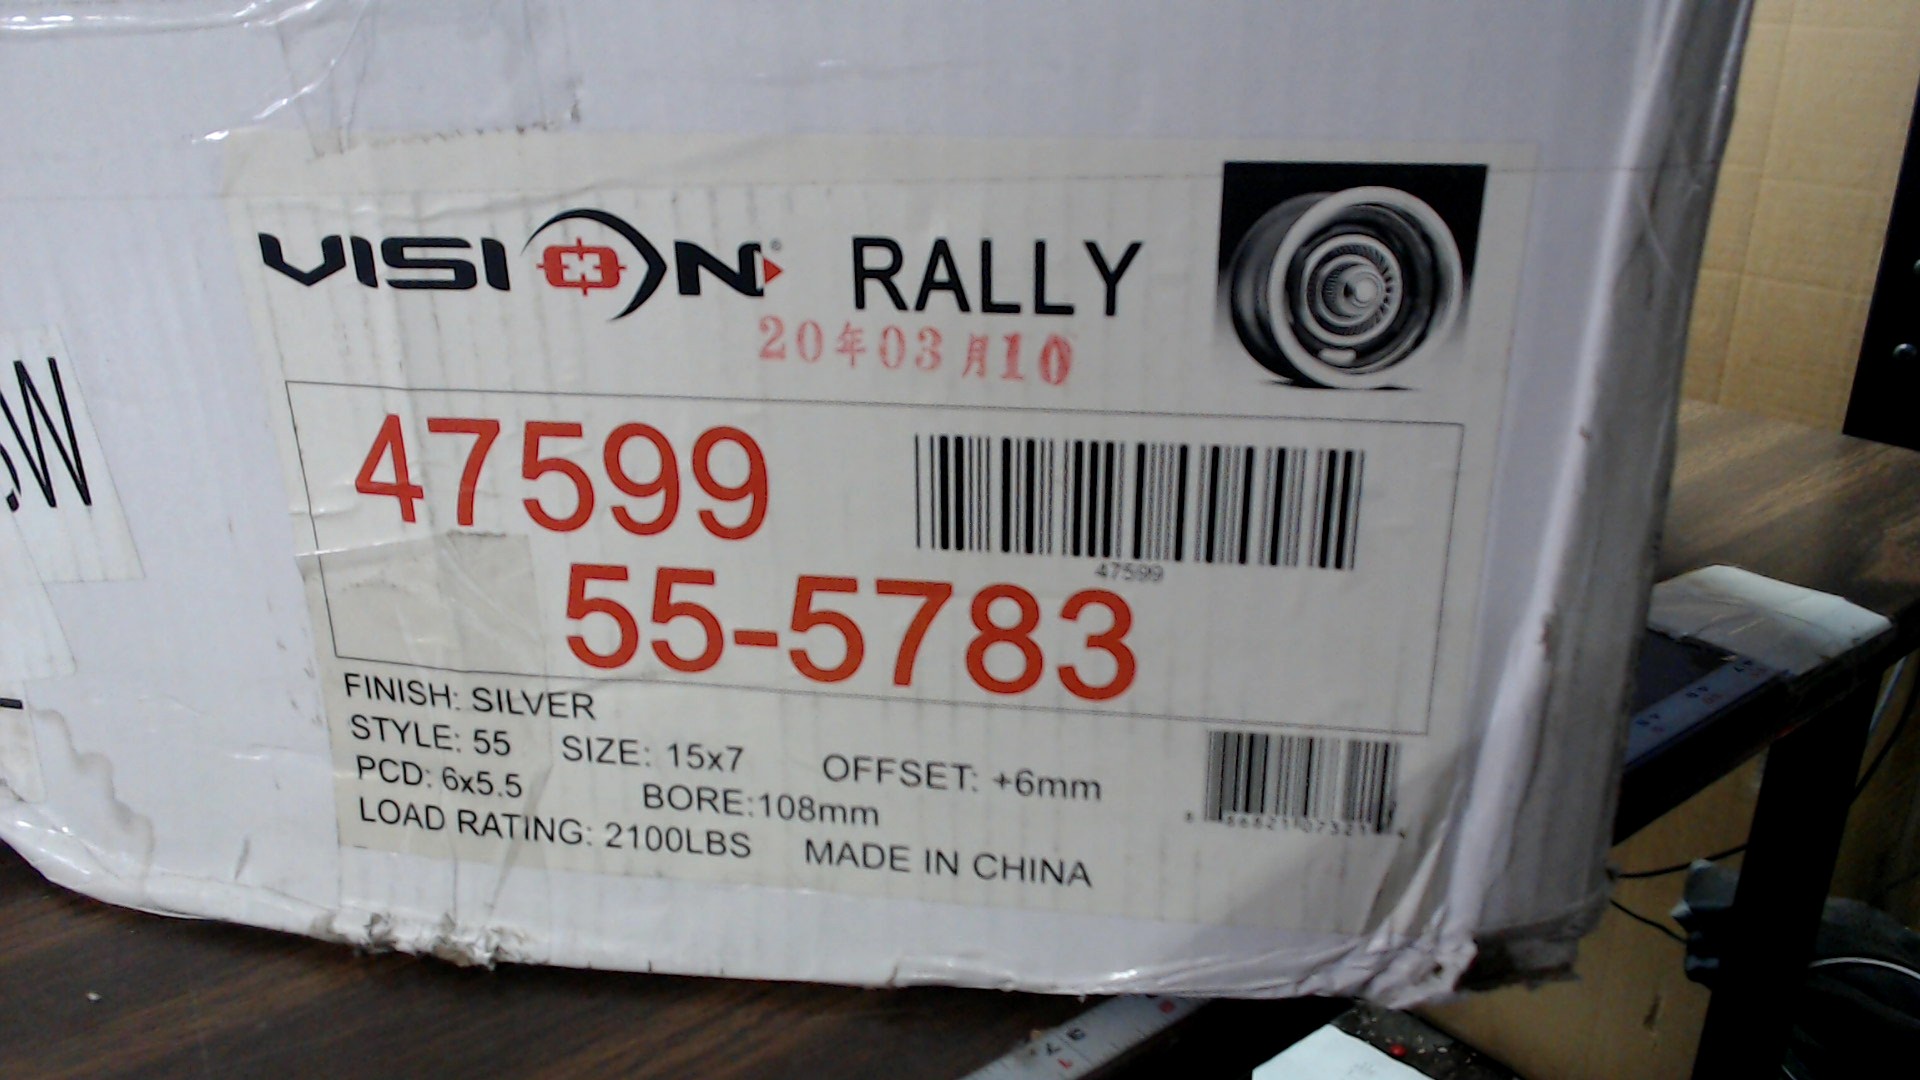 VISION® RALLY
20年03月10
47599
47599
55-5783
FINISH: SILVER
STYLE: 55 SIZE: 15x7 OFFSET: +6mm
PCD: 6x5.5 BORE:108mm
LOAD RATING: 2100LBS MADE IN CHINA